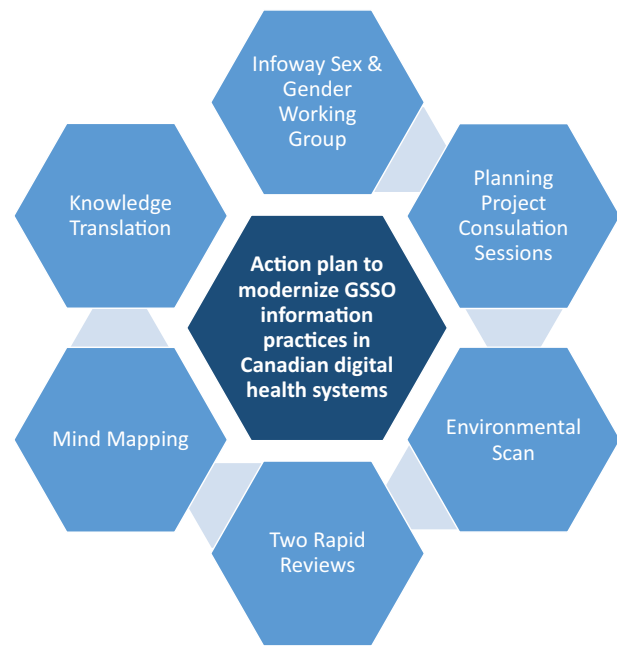 Infoway Sex &
Gender
Working
Group
Planning
Project
Consulation
Sessions
Environmental
Scan
Two Rapid
Reviews
Mind Mapping
Knowledge
Translation
Action plan to
modernize GSSO
information
practices in
Canadian digital
health systems